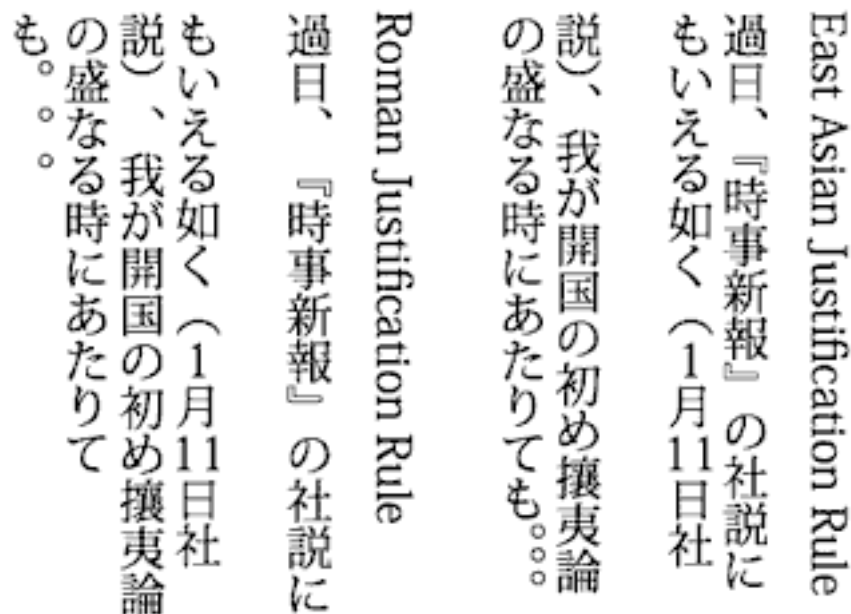 East Asian Justification Rule
過日、『時事新報』の社説に
もいえる如く（1月11日社
説）、我が開国の初め攘夷論
の盛なる時にあたりても。。。
Roman Justification Rule
過日、『時事新報』の社説に
もいえる如く（1月11日社
説）、我が開国の初め攘夷論
の盛なる時にあたりて
も。。。